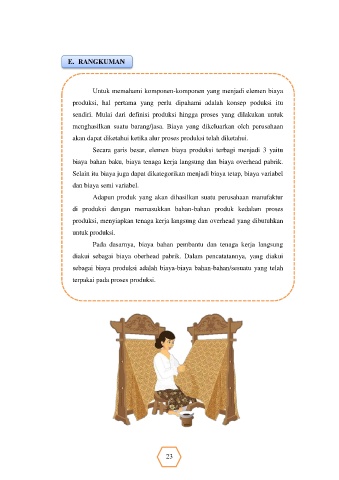 E. RANGKUMAN
Untuk memahami komponen-komponen yang menjadi elemen biaya
produksi, hal pertama yang perlu dipahami adalah konsep poduksi itu
sendiri. Mulai dari definisi produksi hingga proses yang dilakukan untuk
menghasilkan suatu barang/jasa. Biaya yang dikeluarkan oleh perusahaan
akan dapat diketahui ketika alur proses produksi telah diketahui.
Secara garis besar, elemen biaya produksi terbagi menjadi 3 yaitu
biaya bahan baku, biaya tenaga kerja langsung dan biaya overhead pabrik.
Selain itu biaya juga dapat dikategorikan menjadi biaya tetap, biaya variabel
dan biaya semi variabel.
Adapun produk yang akan dihasilkan suatu perusahaan manufaktur
di produksi dengan memasukkan bahan-bahan produk kedalam proses
produksi, menyiapkan tenaga kerja langsung dan overhead yang dibutuhkan
untuk produksi.
Pada dasarnya, biaya bahan pembantu dan tenaga kerja langsung
diakui sebagai biaya oberhead pabrik. Dalam pencatatannya, yang diakui
sebagai biaya produksi adalah biaya-biaya bahan-bahan/sesuatu yang telah
terpakai pada proses produksi.
23